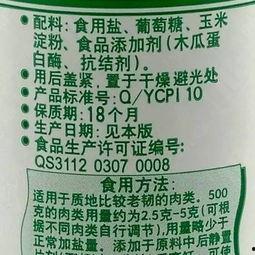 ●配料:食用盐、葡萄糖、玉米
淀粉、食品添加剂(木瓜蛋
白酶、抗结剂)。
●用后盖紧,置于干燥避光处
●产品标准号:Q/YCPI 10
●保质期:18个月
●生产日期:见本版
●食品生产许可证编号:
QS3112 0307 0008
食用方法:
适用于质地比较老韧的肉类。500
克的肉类用量约为2.5克-5克(可根
据不同肉类自行调节),用量略少于
正常加盐量、添加于原料中后静置